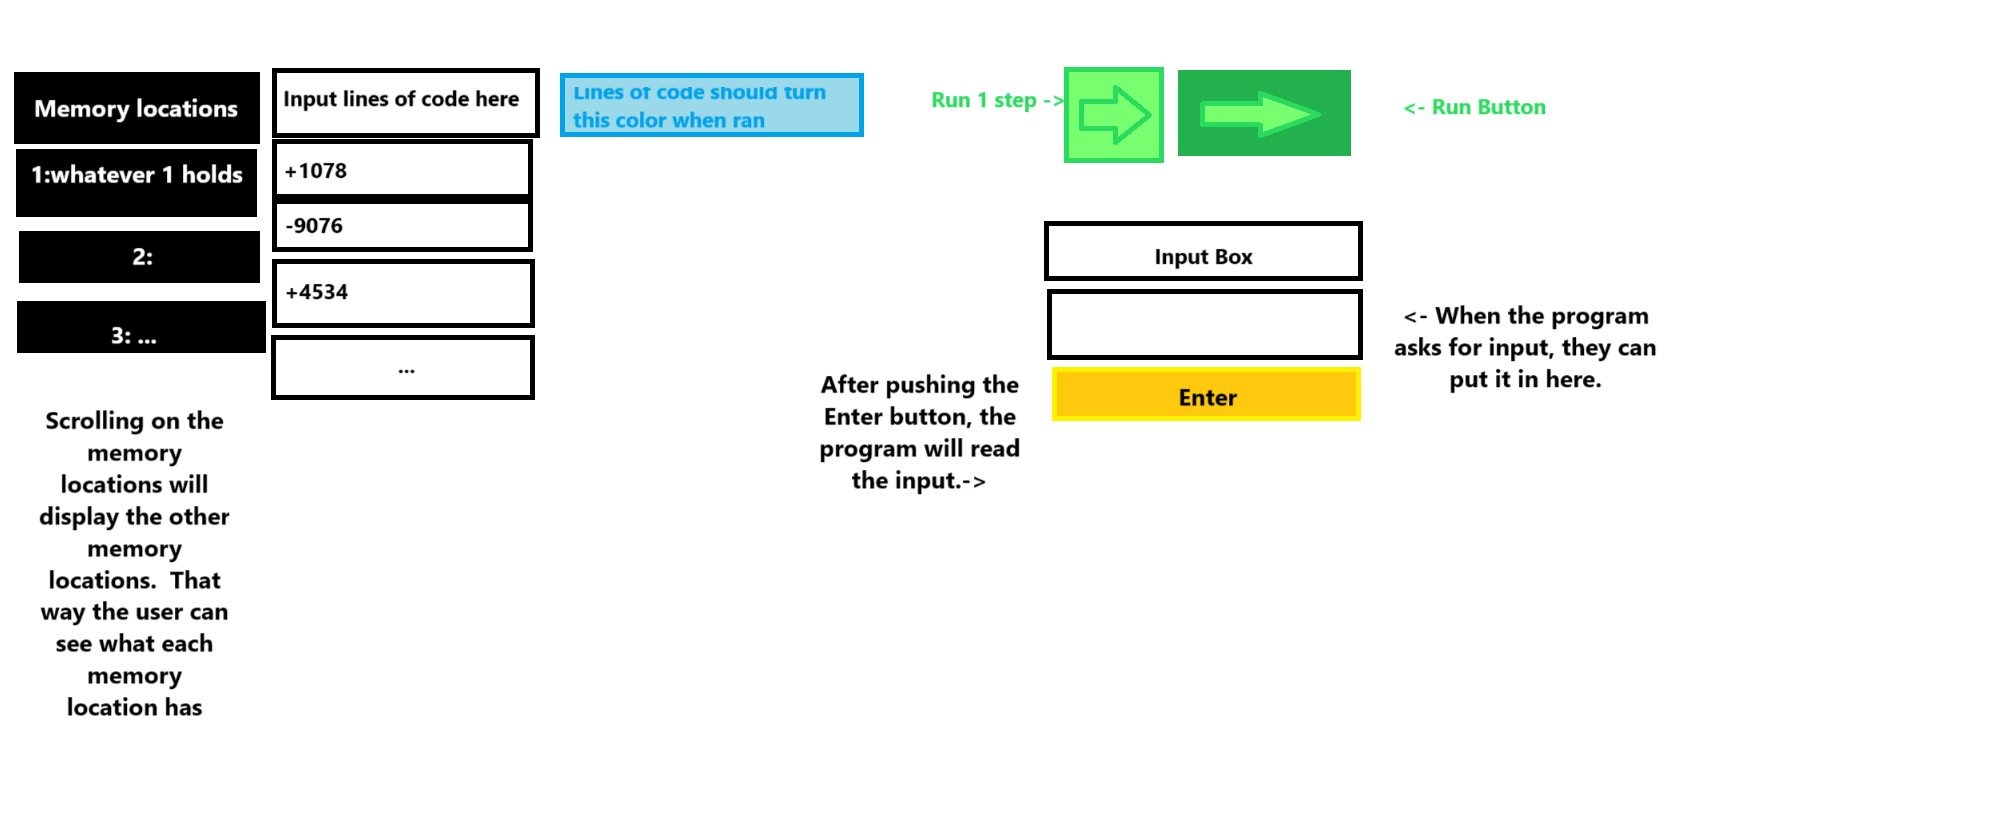 Memory locations
1:whatever 1 holds
2:
3: ...
Scrolling on the
memory
locations will
display the other
memory
locations.  That
way the user can
see what each
memory
location has
Input lines of code here
+1078
-9076
+4534
...
Lines of code should turn
this color when ran
Run 1 step ->
<- Run Button
Input Box
Enter
<- When the program
asks for input, they can
put it in here.
After pushing the
Enter button, the
program will read
the input.->